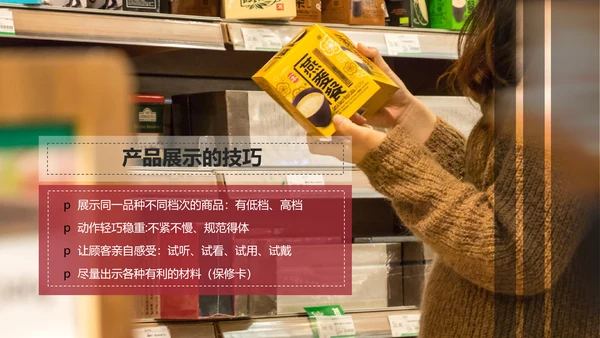 燕麦浆
产品展示的技巧
p 展示同一品种不同档次的商品：有低档、高档
p 动作轻巧稳重:不紧不慢、规范得体
p 让顾客亲自感受：试听、试看、试用、试戴
p 尽量出示各种有利的材料（保修卡）